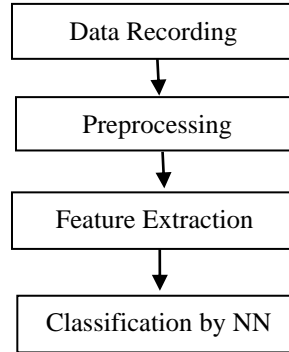 Data Recording
Preprocessing
Feature Extraction
Classification by NN